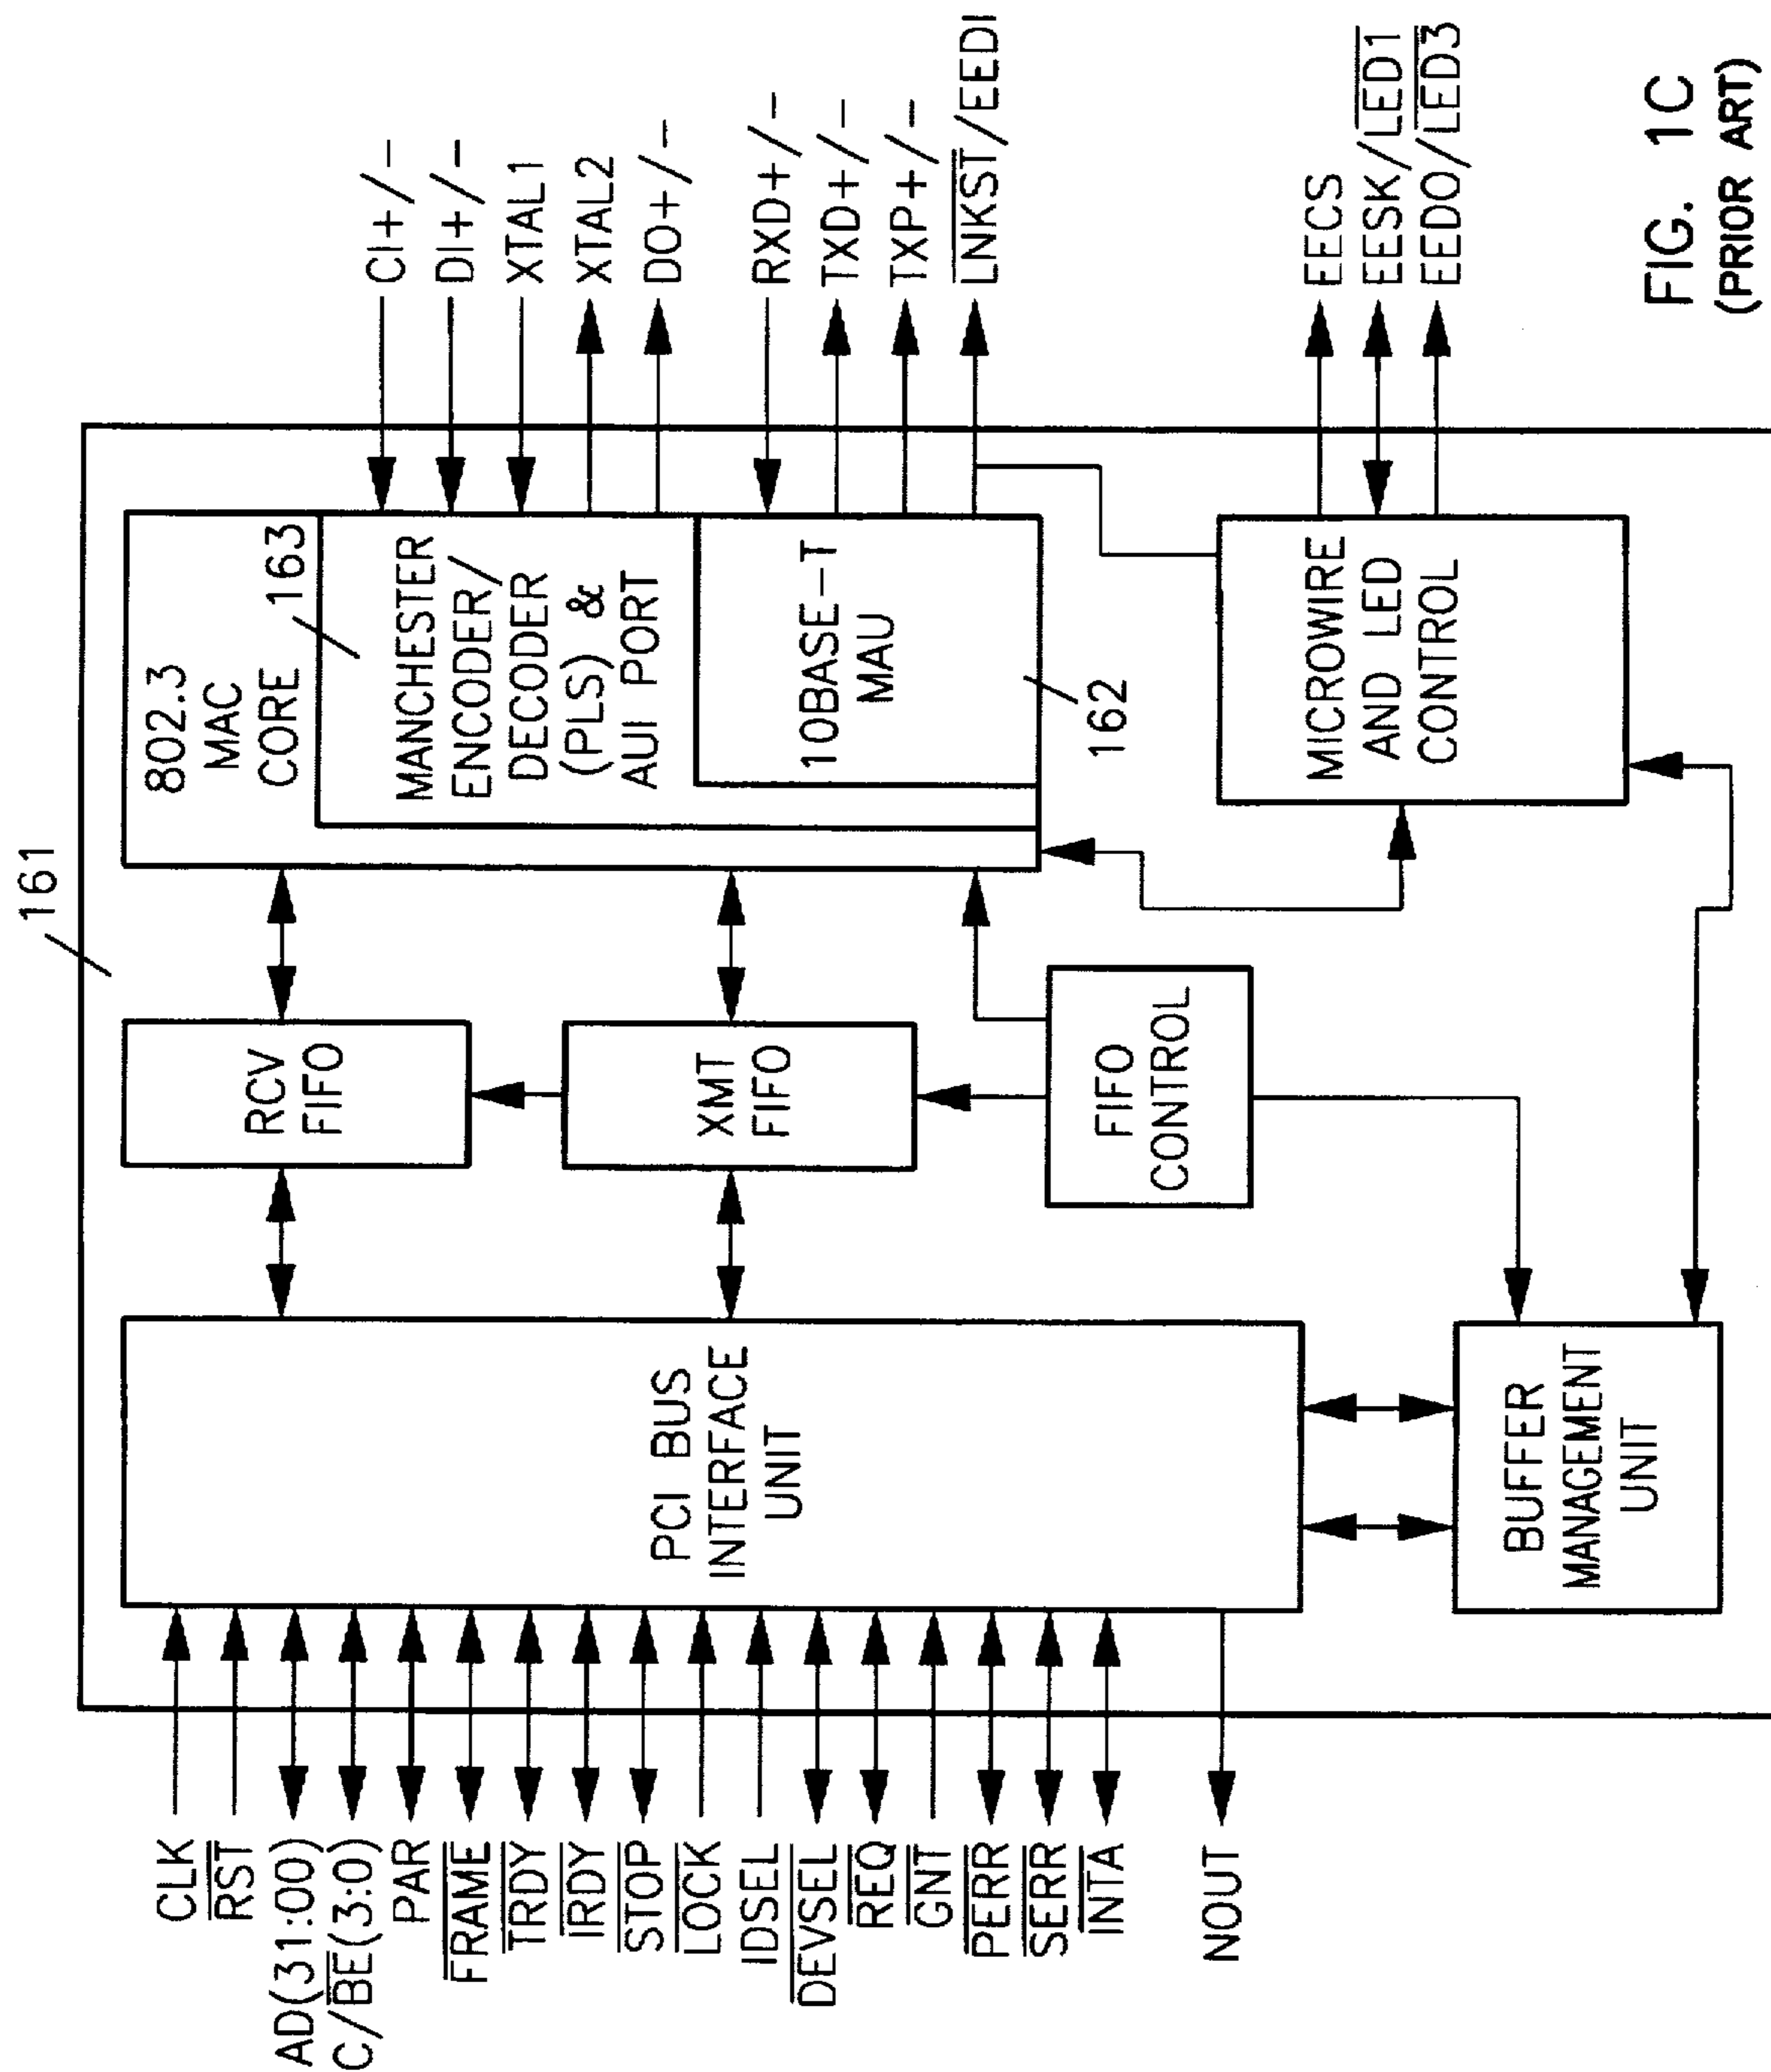 161
CLK
RST
AD(31:00)
C/BE(3:0)
PAR
FRAME
TRDY
IRDY
STOP
LOCK
IDSEL
DEVSEL
REQ
GNT
PERR
SERR
INTA
NOUT
PCI BUS
INTERFACE
UNIT
BUFFER
MANAGEMENT
UNIT
RCV
FIFO
XMT
FIFO
FIFO
CONTROL
802.3
MAC
CORE
163
MANCHESTER
ENCODER/
DECODER
(PLS) &
AUI PORT
10BASE-T
MAU
162
MICROWIRE
AND LED
CONTROL
CI+/-
DI+/-
XTAL1
XTAL2
DO+/-
RXD+/-
TXD+/-
TXP+/-
LNKST/EEDI
EECS
EESK/LED1
EEDO/LED3
FIG. 1C
(PRIOR ART)